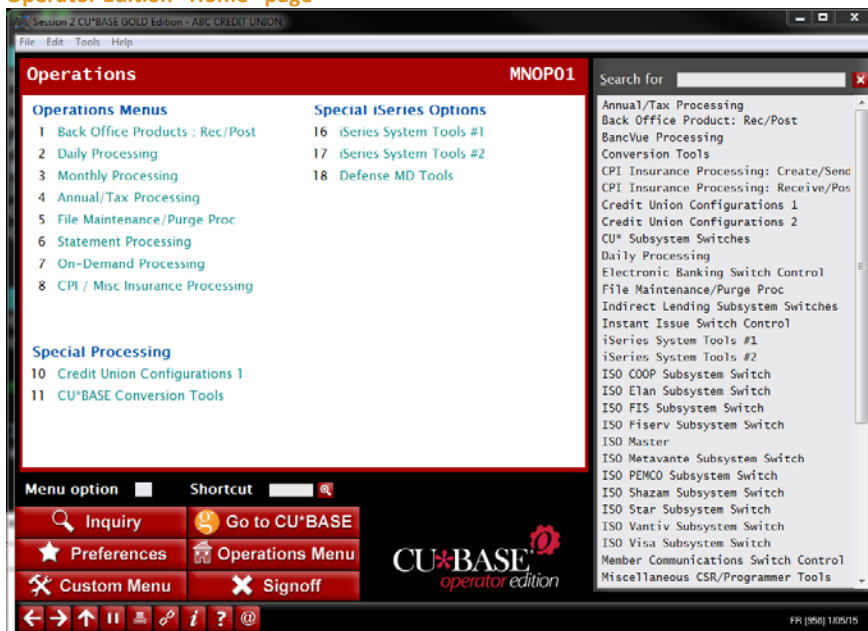 Operator Edition "Home" page
Session 2 CU*BASE GOLD Edition - ABC CREDIT UNION
File Edit Tools Help
Operations MNOP01
Operations Menus
1 Back Office Products : Rec/Post
2 Daily Processing
3 Monthly Processing
4 Annual/Tax Processing
5 File Maintenance/Purge Proc
6 Statement Processing
7 On-Demand Processing
8 CPI / Misc Insurance Processing
Special Processing
10 Credit Union Configurations 1
11 CU*BASE Conversion Tools
Special iSeries Options
16 iSeries System Tools #1
17 iSeries System Tools #2
18 Defense MD Tools
Search for
Annual/Tax Processing
Back Office Product: Rec/Post
BancVue Processing
Conversion Tools
CPI Insurance Processing: Create/Send
CPI Insurance Processing: Receive/Pos
Credit Union Configurations 1
Credit Union Configurations 2
CU* Subsystem Switches
Daily Processing
Electronic Banking Switch Control
File Maintenance/Purge Proc
Indirect Lending Subsystem Switches
Instant Issue Switch Control
iSeries System Tools #1
iSeries System Tools #2
ISO COOP Subsystem Switch
ISO Elan Subsystem Switch
ISO FIS Subsystem Switch
ISO Fiserv Subsystem Switch
ISO Master
ISO Metavante Subsystem Switch
ISO PEMCO Subsystem Switch
ISO Shazam Subsystem Switch
ISO Star Subsystem Switch
ISO Vantiv Subsystem Switch
ISO Visa Subsystem Switch
Member Communications Switch Control
Miscellaneous CSR/Programmer Tools
Menu option Shortcut
Inquiry Go to CU*BASE
Preferences Operations Menu
Custom Menu Signoff
CU*BASE
operator edition
FR (958) 1/05/15